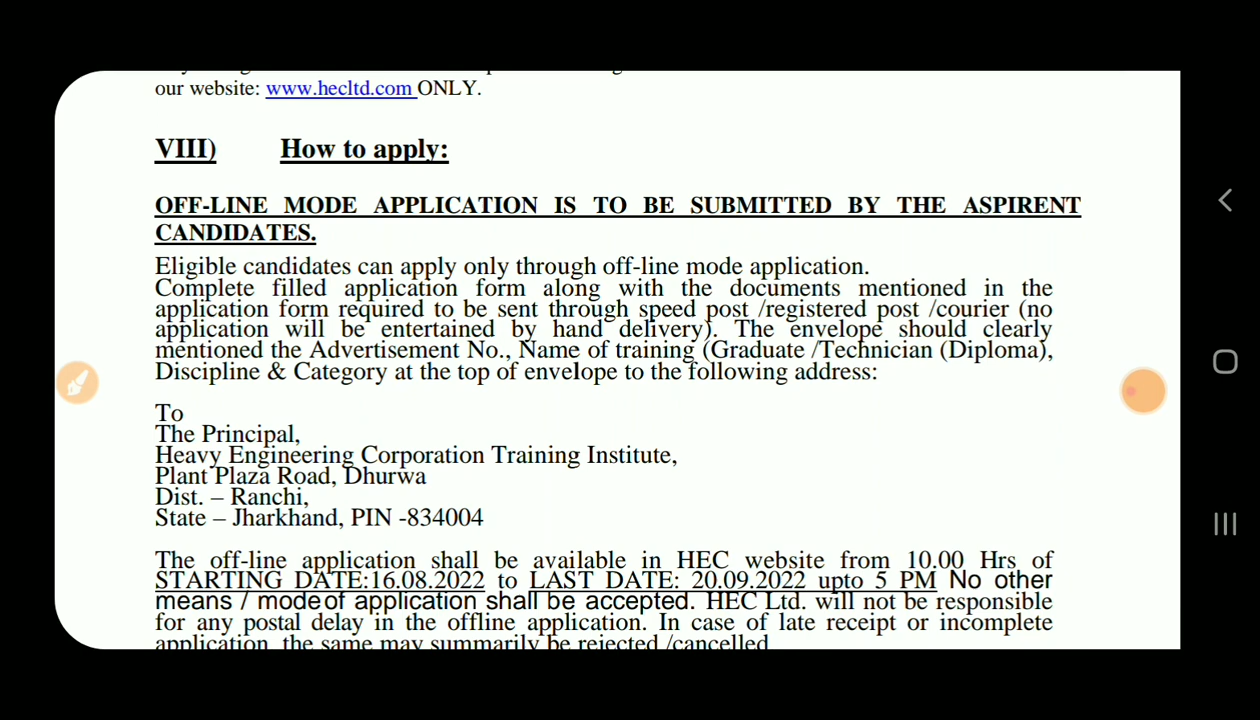 our website: www.hecltd.com ONLY.
VIII) How to apply:
OFF-LINE MODE APPLICATION IS TO BE SUBMITTED BY THE ASPIRENT
CANDIDATES.
Eligible candidates can apply only through off-line mode application.
Complete filled application form along with the documents mentioned in the
application form required to be sent through speed post /registered post /courier (no
application will be entertained by hand delivery). The envelope should clearly
mentioned the Advertisement No., Name of training (Graduate /Technician (Diploma),
Discipline & Category at the top of envelope to the following address:
To
The Principal,
Heavy Engineering Corporation Training Institute,
Plant Plaza Road, Dhurwa
Dist. – Ranchi,
State – Jharkhand, PIN -834004
The off-line application shall be available in HEC website from 10.00 Hrs of
STARTING DATE:16.08.2022 to LAST DATE: 20.09.2022 upto 5 PM No other
means / mode of application shall be accepted. HEC Ltd. will not be responsible
for any postal delay in the offline application. In case of late receipt or incomplete
application, the same may summarily be rejected /cancelled